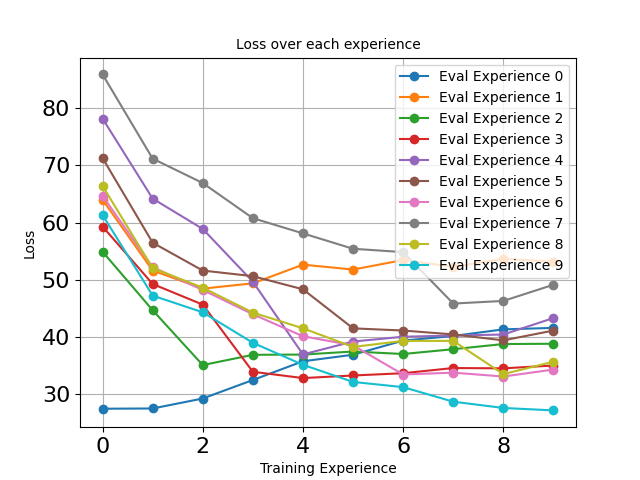 Loss over each experience
Loss
80
70
60
50
40
30
Eval Experience 0
Eval Experience 1
Eval Experience 2
Eval Experience 3
Eval Experience 4
Eval Experience 5
Eval Experience 6
Eval Experience 7
Eval Experience 8
Eval Experience 9
0 2 4 6 8
Training Experience